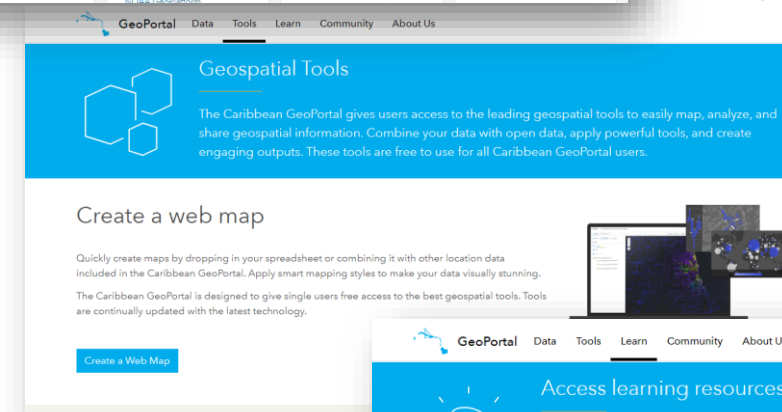 by IAA GeoPlatform
GeoPortal Data Tools Learn Community About Us
Geospatial Tools
The Caribbean GeoPortal gives users access to the leading geospatial tools to easily map, analyze, and
share geospatial information. Combine your data with open data, apply powerful tools, and create
engaging outputs. These tools are free to use for all Caribbean GeoPortal users.
Create a web map
Quickly create maps by dropping in your spreadsheet or combining it with other location data
included in the Caribbean GeoPortal. Apply smart mapping styles to make your data visually stunning.
The Caribbean GeoPortal is designed to give single users free access to the best geospatial tools. Tools
are continually updated with the latest technology.
Create a Web Map
GeoPortal Data Tools Learn Community About U
Access learning resources